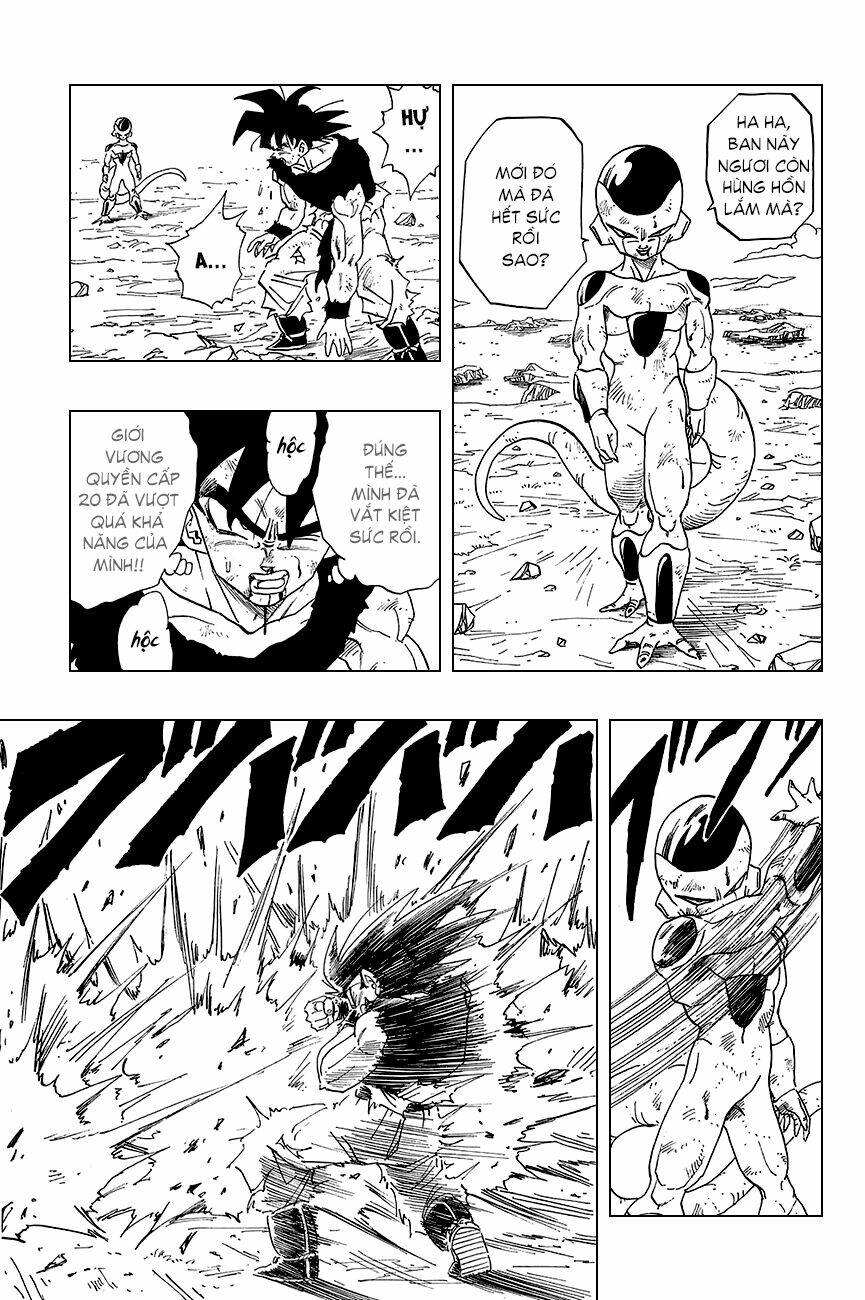 HA HA,
BAN NÃY
NGƯƠI CÒN
HÙNG HỒN
LẮM MÀ?
MỚI ĐÓ
MÀ ĐÃ
HẾT SỨC
RỒI
SAO?
HỰ
...
A...
ĐÚNG
THẾ...
MÌNH ĐÃ
VẮT KIỆT
SỨC RỒI.
HỘC
GIỚI
VƯƠNG
QUYỀN CẤP
20 ĐÃ VƯỢT
QUÁ KHẢ
NĂNG CỦA
MÌNH!!
HỘC